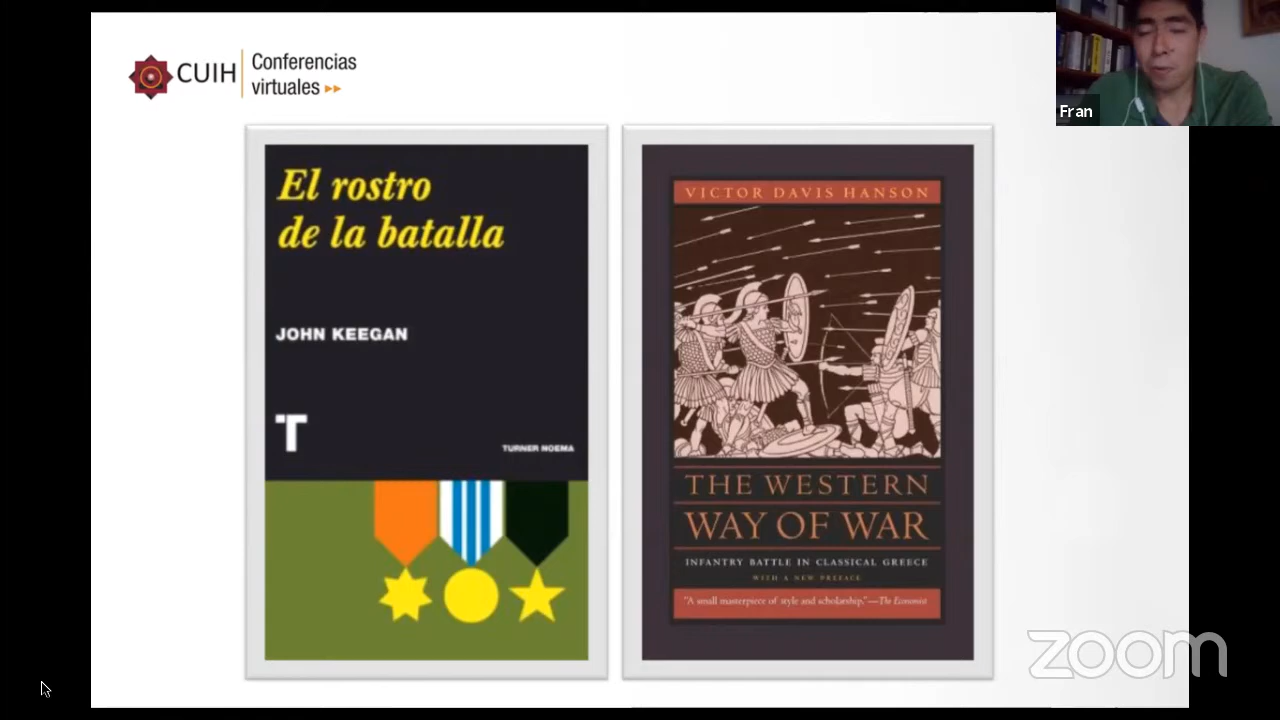 CUIH
Conferencias
virtuales
Fran
El rostro
de la batalla
JOHN KEEGAN
T
TURNER NOEMA
VICTOR DAVIS HANSON
THE WESTERN
WAY OF WAR
INFANTRY BATTLE IN CLASSICAL GREECE
WITH A NEW PREFACE
"A small masterpiece of style and scholarship."—The Economist
zoom